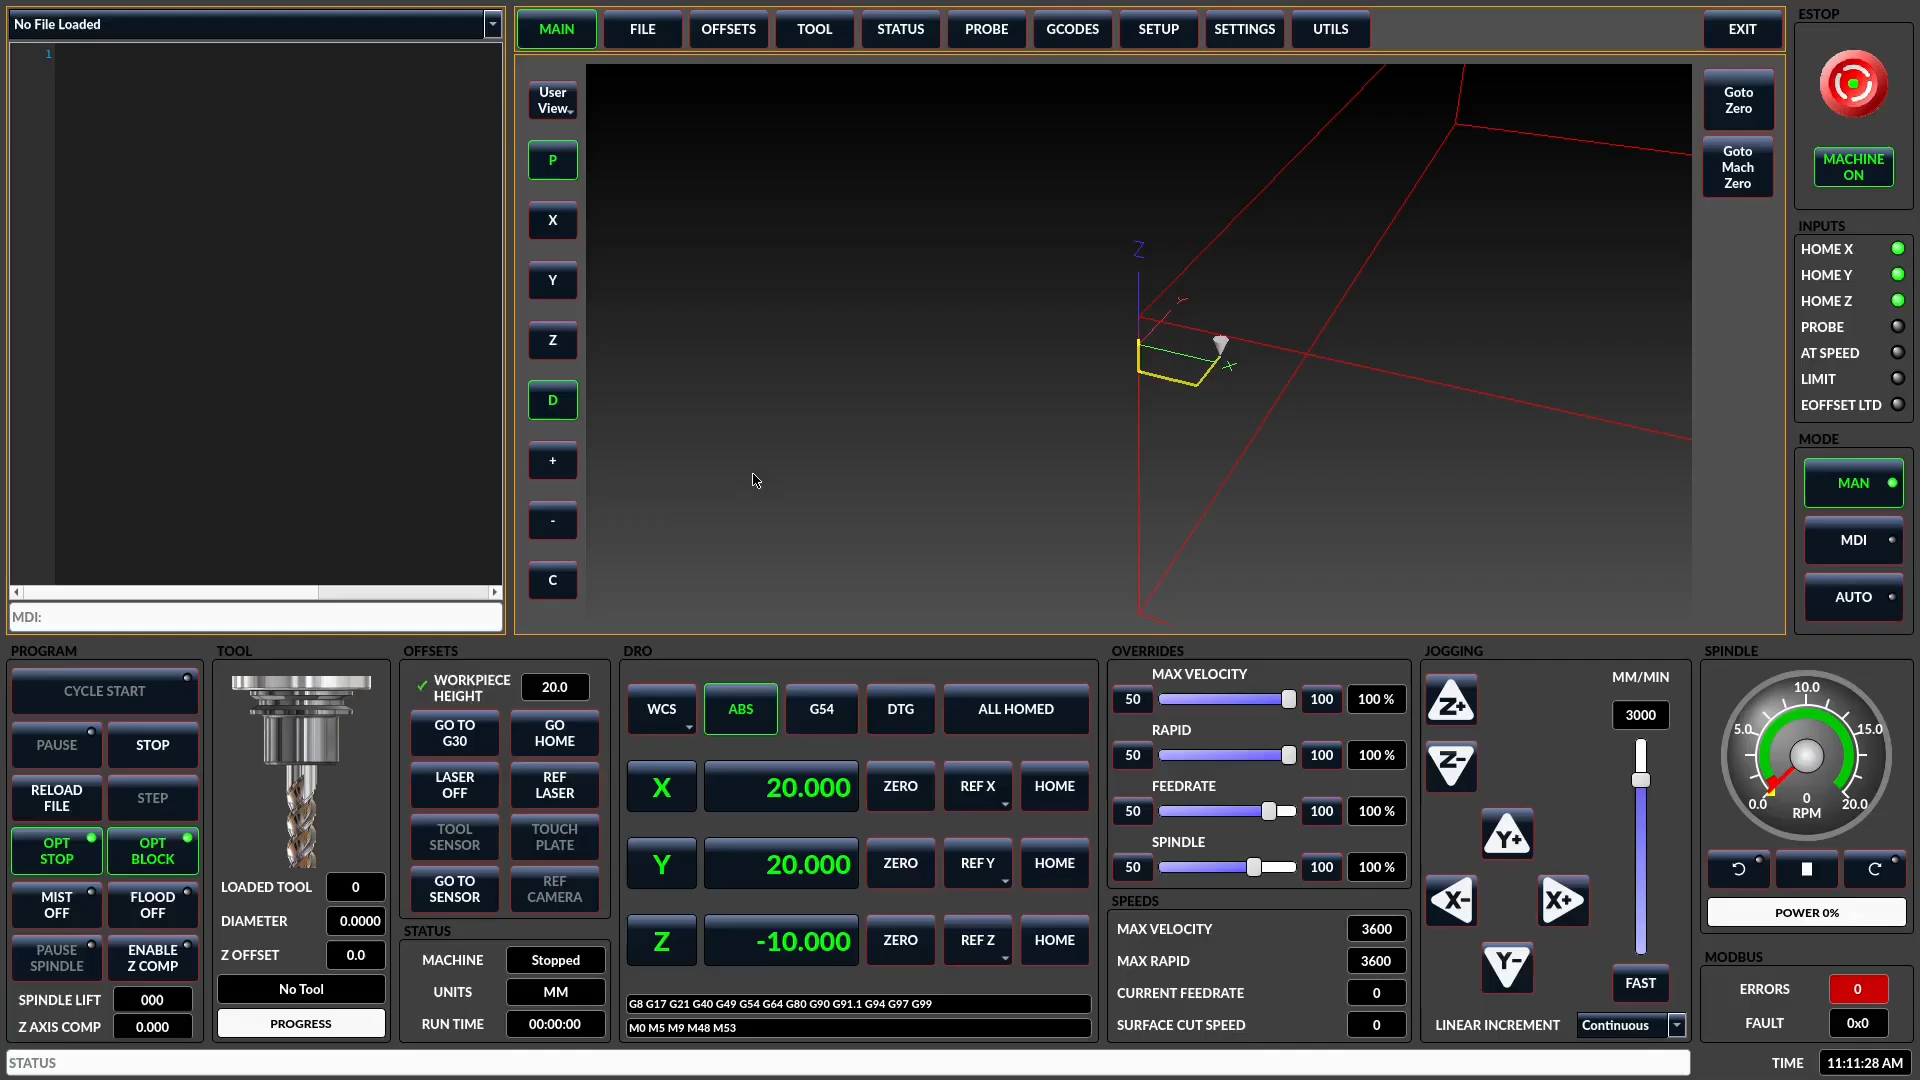 No File Loaded
1
MDI:
MAIN
FILE
OFFSETS
TOOL
STATUS
PROBE
GCODES
SETUP
SETTINGS
UTILS
EXIT
User
View
P
X
Y
Z
D
+
-
C
Z
Y
X
Goto
Zero
Goto
Mach
Zero
ESTOP
MACHINE
ON
INPUTS
HOME X
HOME Y
HOME Z
PROBE
AT SPEED
LIMIT
EOFFSET LTD
MODE
MAN
MDI
AUTO
PROGRAM
CYCLE START
PAUSE
STOP
RELOAD
FILE
STEP
OPT
STOP
OPT
BLOCK
MIST
OFF
FLOOD
OFF
PAUSE
SPINDLE
ENABLE
Z COMP
SPINDLE LIFT 000
Z AXIS COMP 0.000
TOOL
LOADED TOOL 0
DIAMETER 0.0000
Z OFFSET 0.0
No Tool
PROGRESS
OFFSETS
✓ WORKPIECE
HEIGHT
20.0
GO TO
G30
GO
HOME
LASER
OFF
REF
LASER
TOOL
SENSOR
TOUCH
PLATE
GO TO
SENSOR
REF
CAMERA
STATUS
MACHINE Stopped
UNITS MM
RUN TIME 00:00:00
DRO
WCS ABS G54 DTG ALL HOMED
X 20.000 ZERO REF X HOME
Y 20.000 ZERO REF Y HOME
Z -10.000 ZERO REF Z HOME
G8 G17 G21 G40 G49 G54 G64 G80 G90 G91.1 G94 G97 G99
M0 M5 M9 M48 M53
OVERRIDES
MAX VELOCITY
50 100 100 %
RAPID
50 100 100 %
FEEDRATE
50 100 100 %
SPINDLE
50 100 100 %
SPEEDS
MAX VELOCITY 3600
MAX RAPID 3600
CURRENT FEEDRATE 0
SURFACE CUT SPEED 0
JOGGING
MM/MIN
3000
Z+
Z-
Y+
X-
X+
Y-
FAST
LINEAR INCREMENT Continuous
SPINDLE
10.0
5.0
15.0
0.0
0
20.0
RPM
POWER 0%
MODBUS
ERRORS 0
FAULT 0x0
STATUS
TIME 11:11:28 AM